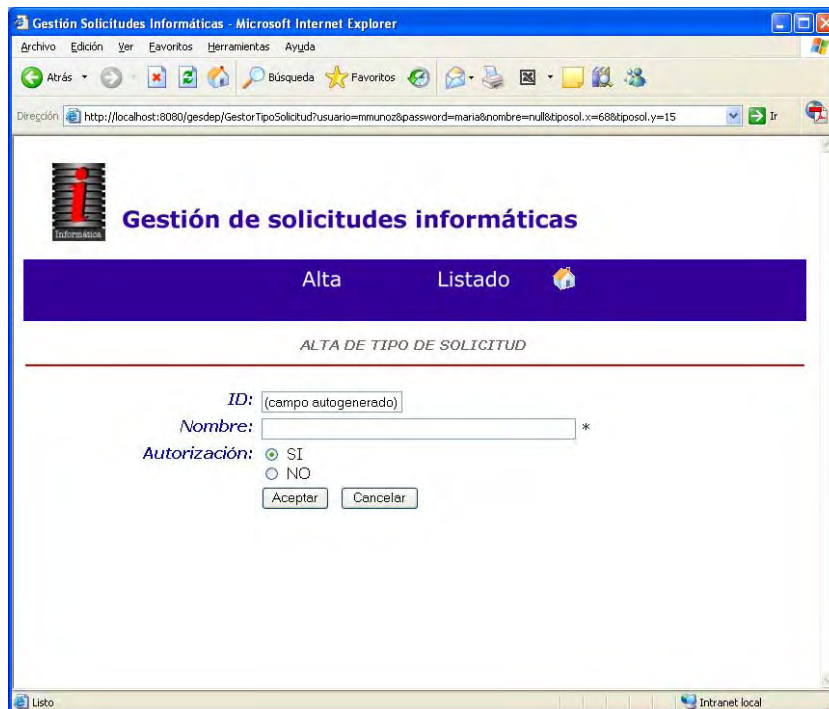 Gestión Solicitudes Informáticas - Microsoft Internet Explorer
Archivo Edición Ver Favoritos Herramientas Ayuda
Atrás Búsqueda Favoritos
Dirección http://localhost:8080/gesdep/GestorTipoSolicitud?usuario=mmunoz&password=maria&nombre=null&tiposol.x=68&tiposol.y=15 Ir
i
Informática
Gestión de solicitudes informáticas
Alta Listado
ALTA DE TIPO DE SOLICITUD
ID: (campo autogenerado)
Nombre: *
Autorización: SI
NO
Aceptar Cancelar
Listo Intranet local